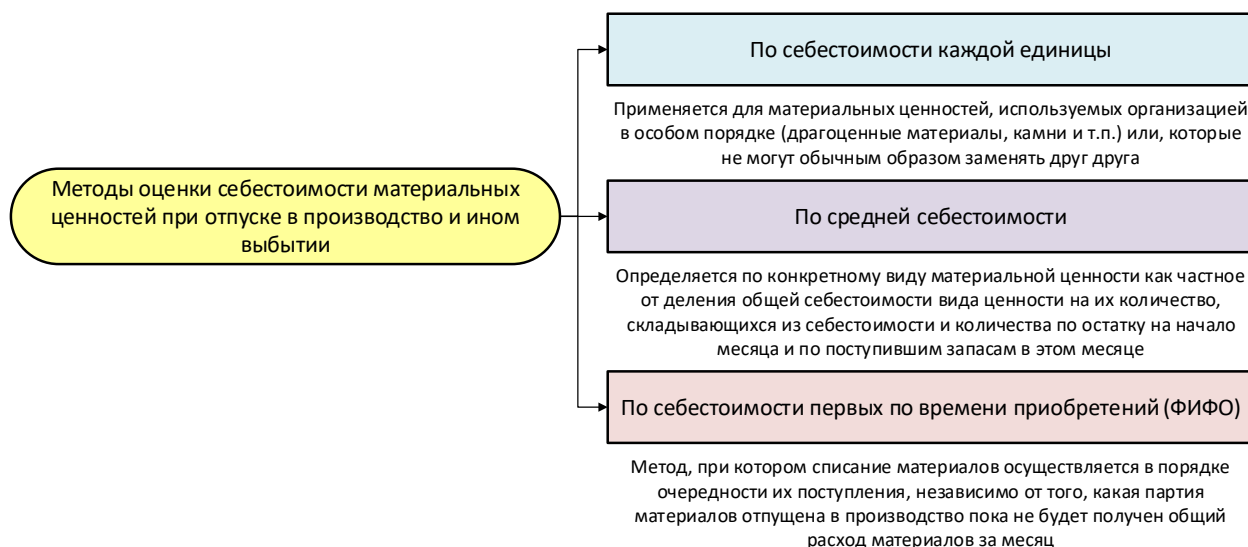 По себестоимости каждой единицы
Применяется для материальных ценностей, используемых организацией
в особом порядке (драгоценные материалы, камни и т.п.) или, которые
не могут обычным образом заменять друг друга
Методы оценки себестоимости материальных
ценностей при отпуске в производство и ином
выбытии
По средней себестоимости
Определяется по конкретному виду материальной ценности как частное
от деления общей себестоимости вида ценности на их количество,
складывающихся из себестоимости и количества по остатку на начало
месяца и по поступившим запасам в этом месяце
По себестоимости первых по времени приобретений (ФИФО)
Метод, при котором списание материалов осуществляется в порядке
очередности их поступления, независимо от того, какая партия
материалов отпущена в производство пока не будет получен общий
расход материалов за месяц